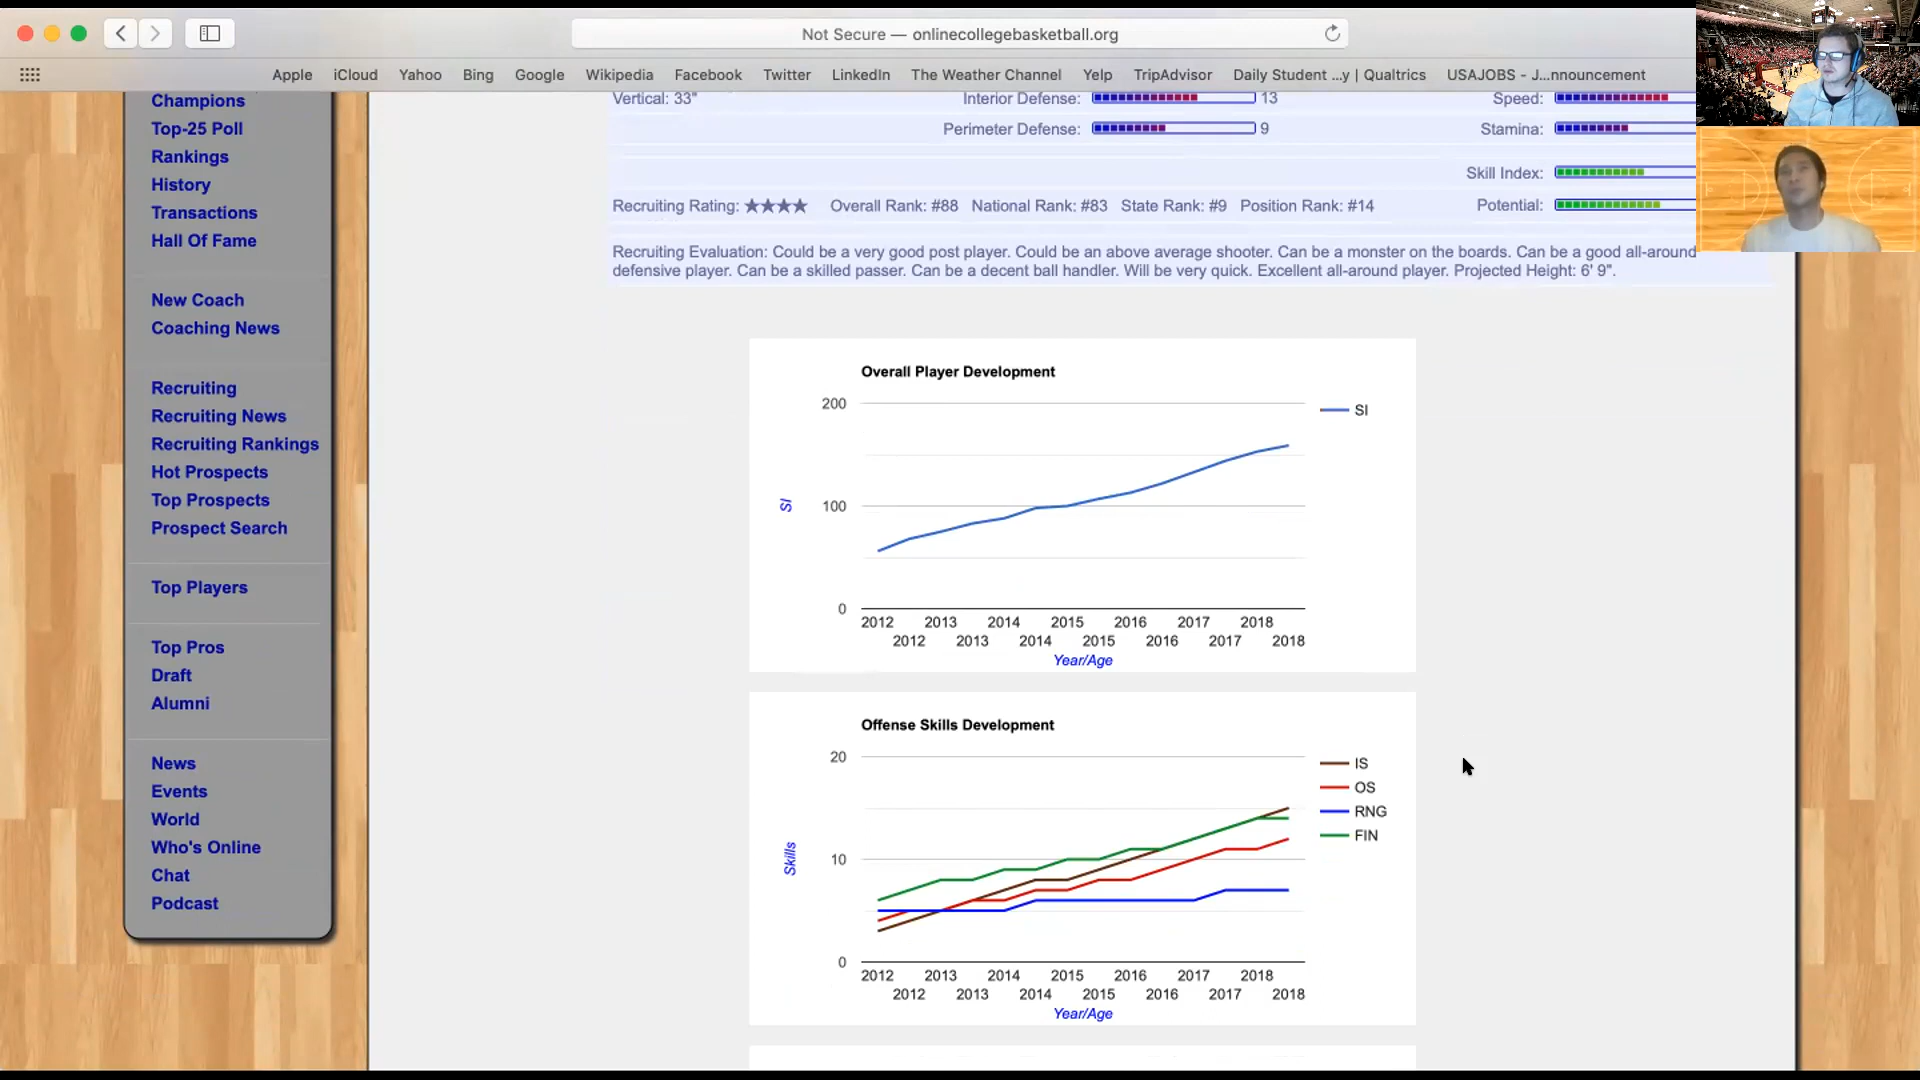 Not Secure — onlinecollegebasketball.org
Apple iCloud Yahoo Bing Google Wikipedia Facebook Twitter LinkedIn The Weather Channel Yelp TripAdvisor Daily Student ...y | Qualtrics USAJOBS - J...nnouncement
Champions
Top-25 Poll
Rankings
History
Transactions
Hall Of Fame
New Coach
Coaching News
Recruiting
Recruiting News
Recruiting Rankings
Hot Prospects
Top Prospects
Prospect Search
Top Players
Top Pros
Draft
Alumni
News
Events
World
Who's Online
Chat
Podcast
Vertical: 33" Interior Defense: 13 Speed:
Perimeter Defense: 9 Stamina:
Skill Index:
Recruiting Rating: ★★★★ Overall Rank: #88 National Rank: #83 State Rank: #9 Position Rank: #14 Potential:
Recruiting Evaluation: Could be a very good post player. Could be an above average shooter. Can be a monster on the boards. Can be a good all-around
defensive player. Can be a skilled passer. Can be a decent ball handler. Will be very quick. Excellent all-around player. Projected Height: 6' 9".
Overall Player Development
200
100
0
SI
SI
2012 2013 2014 2015 2016 2017 2018
2012 2013 2014 2015 2016 2017 2018
Year/Age
Offense Skills Development
20
10
0
Skills
IS
OS
RNG
FIN
2012 2013 2014 2015 2016 2017 2018
2012 2013 2014 2015 2016 2017 2018
Year/Age